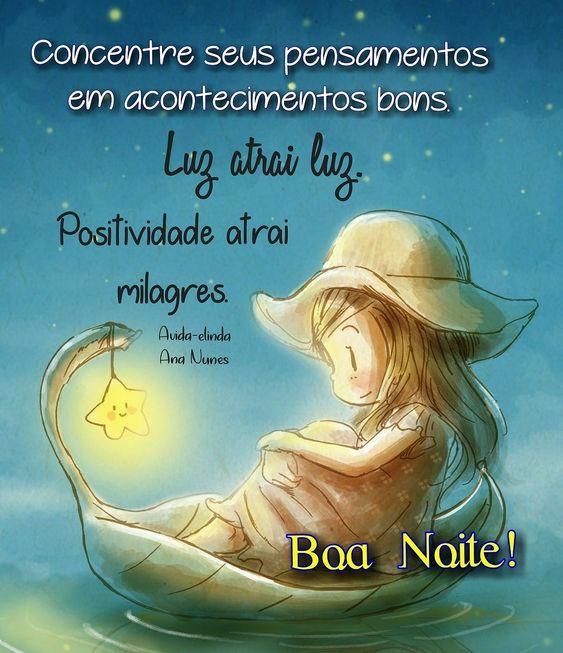 Concentre seus pensamentos
em acontecimentos bons.
Luz atrai luz.
Positividade atrai
milagres.
Avida-elinda
Ana Nunes
Boa Noite!